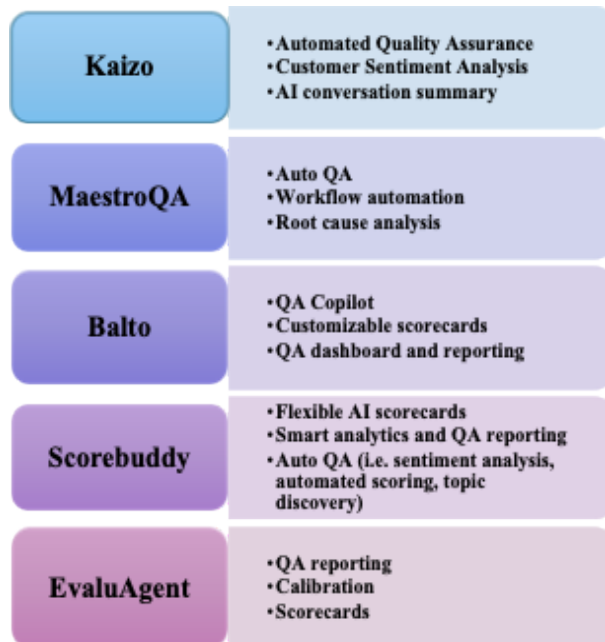 Kaizo
•Automated Quality Assurance
•Customer Sentiment Analysis
•AI conversation summary
MaestroQA
•Auto QA
•Workflow automation
•Root cause analysis
Balto
•QA Copilot
•Customizable scorecards
•QA dashboard and reporting
Scorebuddy
•Flexible AI scorecards
•Smart analytics and QA reporting
•Auto QA (i.e. sentiment analysis,
automated scoring, topic
discovery)
EvaluAgent
•QA reporting
•Calibration
•Scorecards